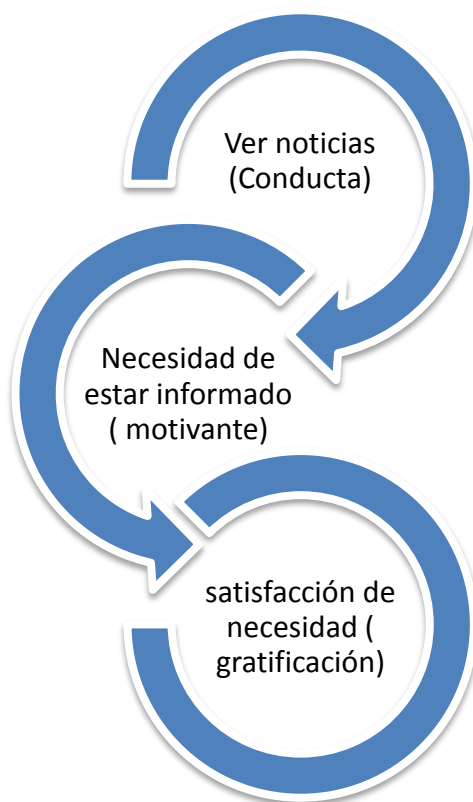 Ver noticias
(Conducta)
Necesidad de
estar informado
( motivante)
satisfacción de
necesidad (
gratificación)